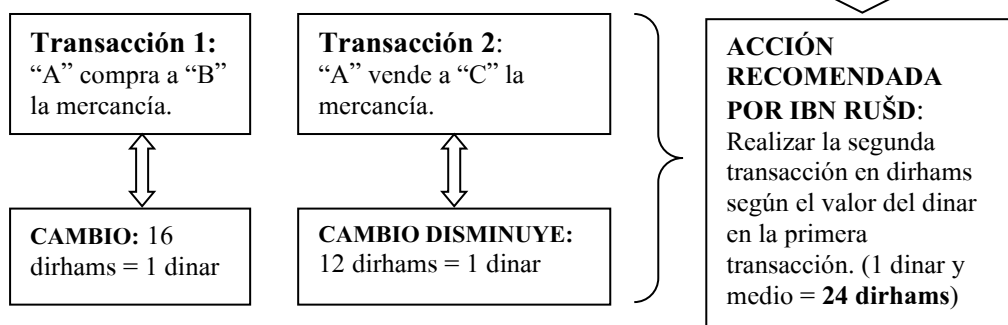 Transacción 1:
“A” compra a “B”
la mercancía.
CAMBIO: 16
dirhams = 1 dinar
Transacción 2:
“A” vende a “C” la
mercancía.
CAMBIO DISMINUYE:
12 dirhams = 1 dinar
ACCIÓN
RECOMENDADA
POR IBN RUŠD:
Realizar la segunda
transacción en dirhams
según el valor del dinar
en la primera
transacción. (1 dinar y
medio = 24 dirhams)